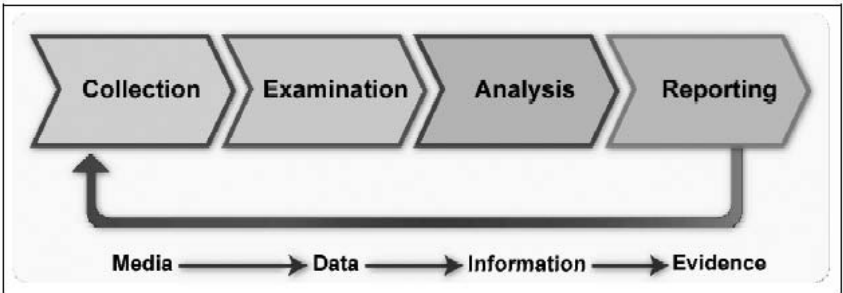 Collection Examination Analysis Reporting
Media Data Information Evidence